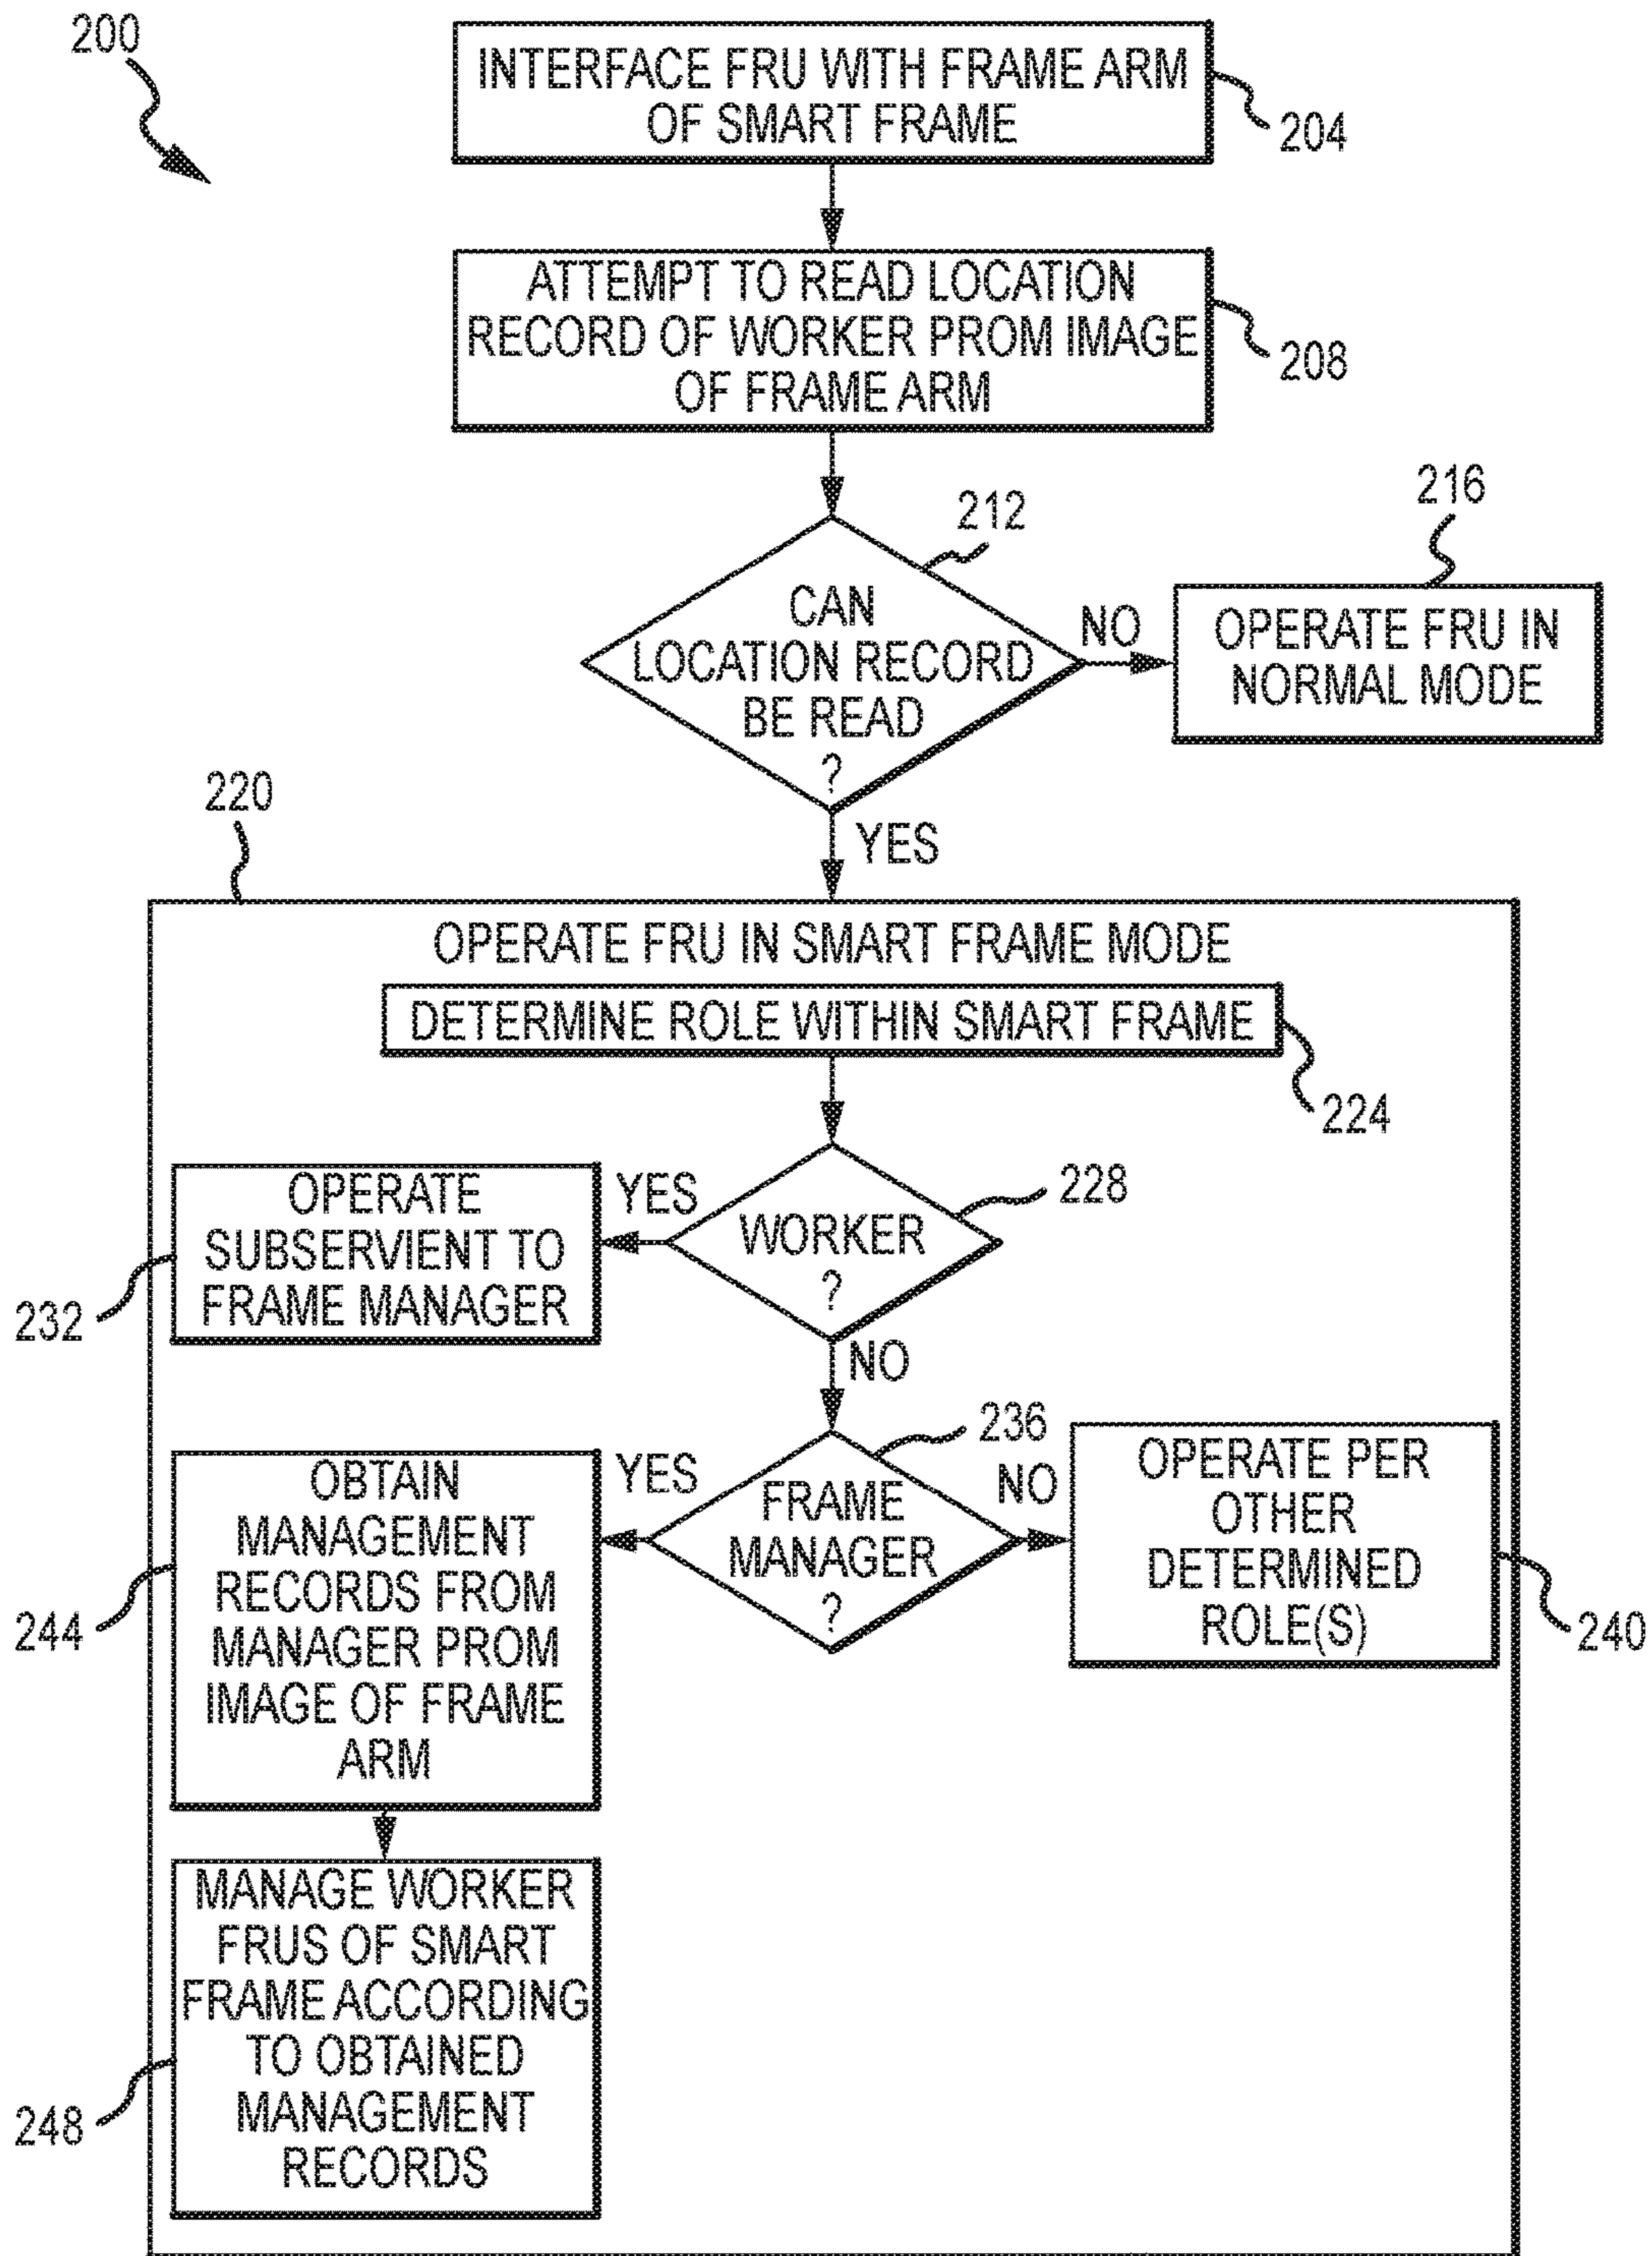 200
INTERFACE FRU WITH FRAME ARM
OF SMART FRAME
204
ATTEMPT TO READ LOCATION
RECORD OF WORKER PROM IMAGE
OF FRAME ARM
208
212
CAN
LOCATION RECORD
BE READ
?
NO
216
OPERATE FRU IN
NORMAL MODE
YES
220
OPERATE FRU IN SMART FRAME MODE
DETERMINE ROLE WITHIN SMART FRAME
224
228
WORKER
?
YES
OPERATE
SUBSERVIENT TO
FRAME MANAGER
232
NO
236
FRAME
MANAGER
?
NO
OPERATE PER
OTHER
DETERMINED
ROLE(S)
240
YES
OBTAIN
MANAGEMENT
RECORDS FROM
MANAGER PROM
IMAGE OF FRAME
ARM
244
MANAGE WORKER
FRUS OF SMART
FRAME ACCORDING
TO OBTAINED
MANAGEMENT
RECORDS
248